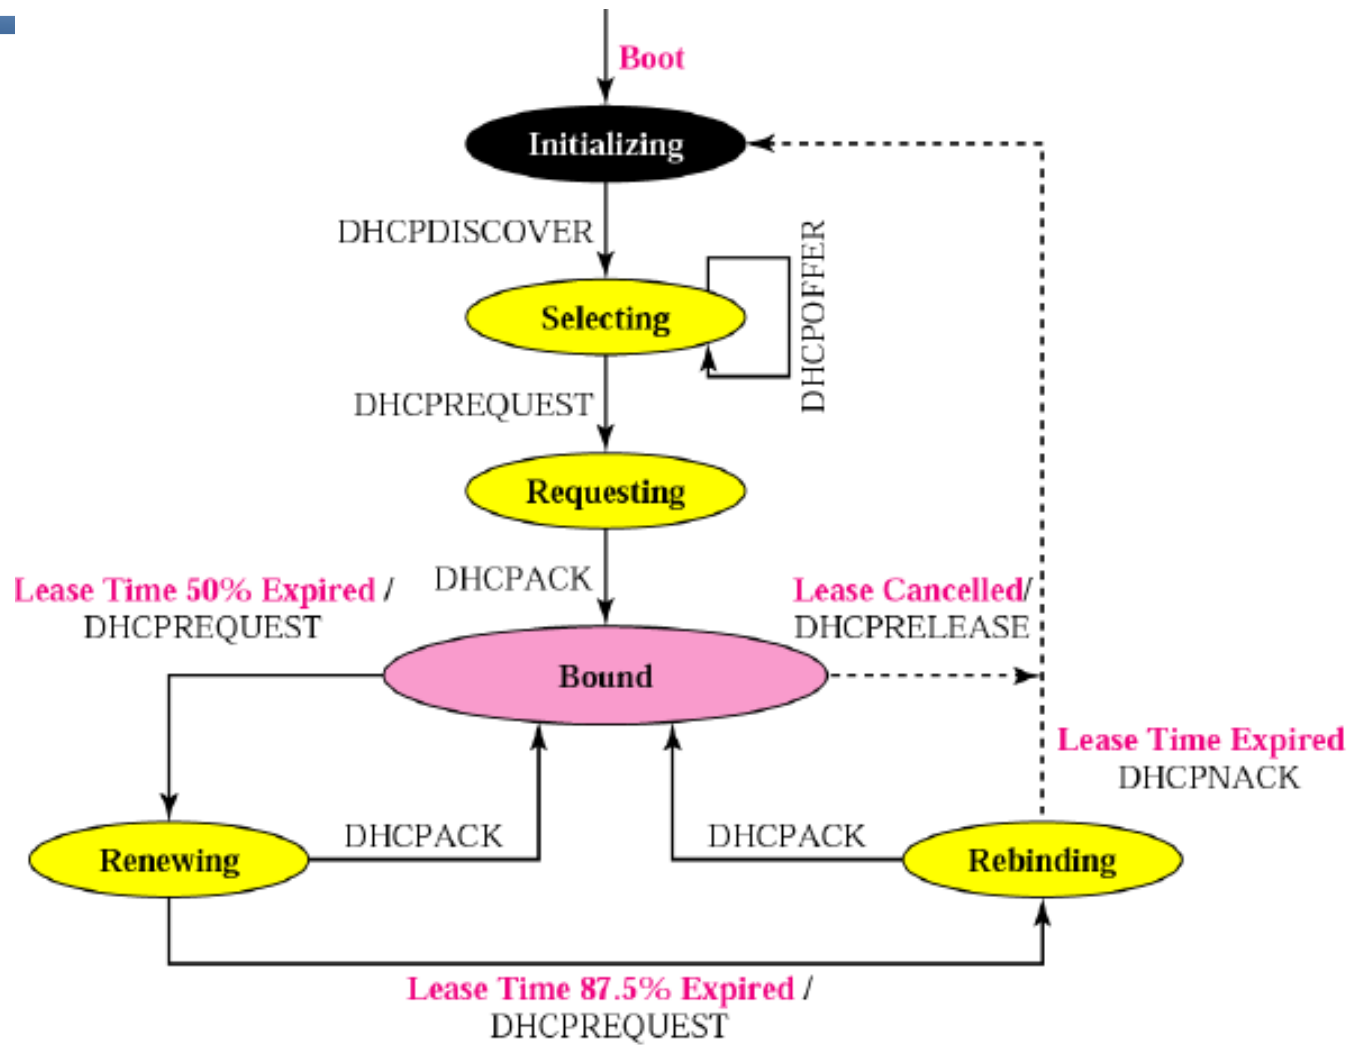 Boot
Initializing
DHCPDISCOVER
Selecting
DHCPOFFER
DHCPREQUEST
Requesting
DHCPACK
Lease Time 50% Expired /
DHCPREQUEST
Lease Cancelled/
DHCPRELEASE
Bound
Lease Time Expired
DHCPNACK
Renewing
DHCPACK
DHCPACK
Rebinding
Lease Time 87.5% Expired /
DHCPREQUEST